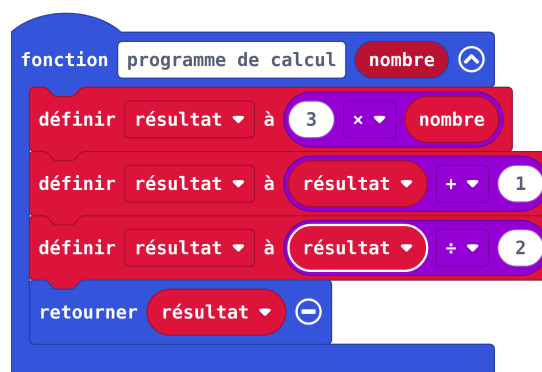 fonction programme de calcul nombre
définir résultat à 3 × nombre
définir résultat à résultat + 1
définir résultat à résultat ÷ 2
retourner résultat